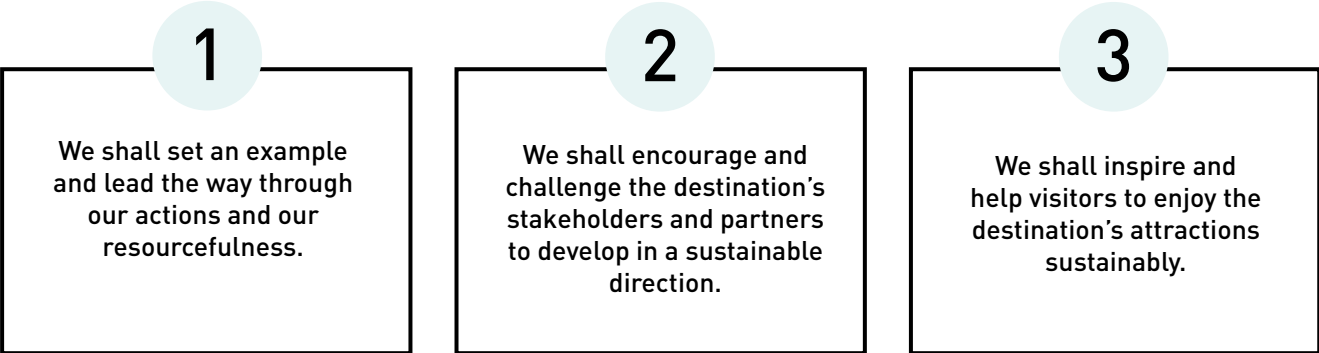 1
We shall set an example
and lead the way through
our actions and our
resourcefulness.
2
We shall encourage and
challenge the destination’s
stakeholders and partners
to develop in a sustainable
direction.
3
We shall inspire and
help visitors to enjoy the
destination’s attractions
sustainably.